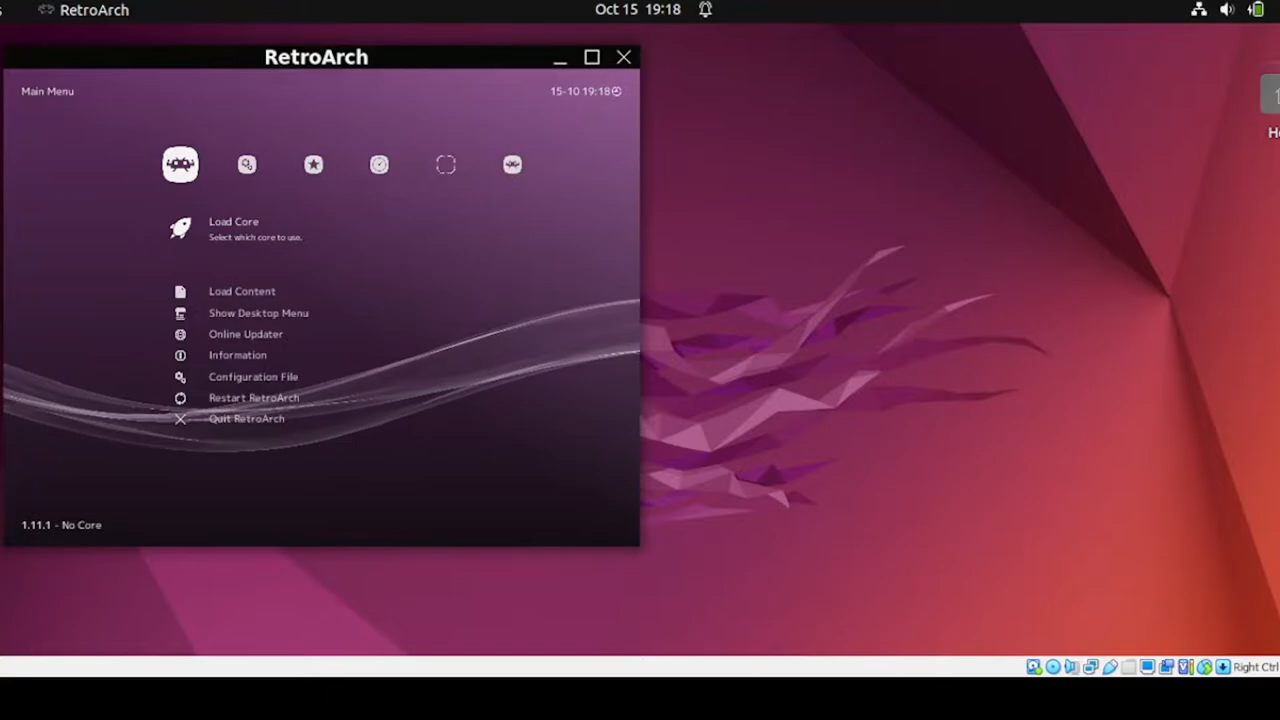 RetroArch
Oct 15 19:18
RetroArch
Main Menu
15-10 19:18
Load Core
Select which core to use.
Load Content
Show Desktop Menu
Online Updater
Information
Configuration File
Restart RetroArch
Quit RetroArch
1.11.1 - No Core
Right Ctrl